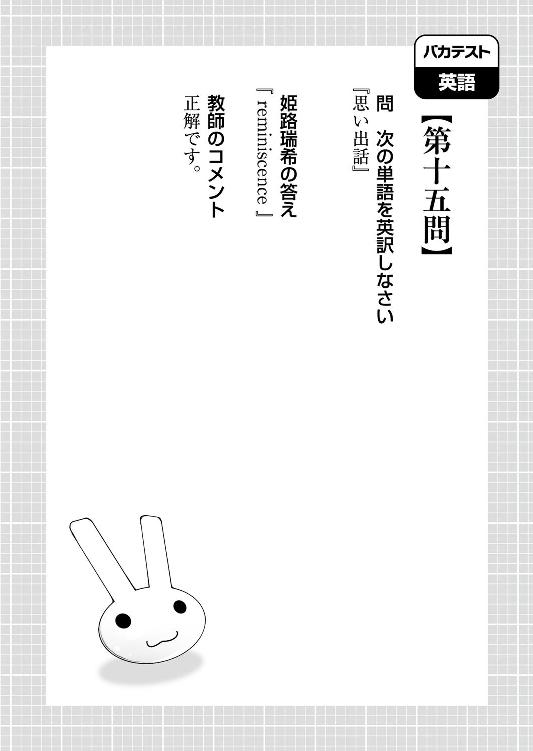 バカテスト
英語
【第十五問】
問　次の単語を英訳しなさい
『思い出話』
姫路瑞希の答え
『 reminiscence 』
教師のコメント
正解です。